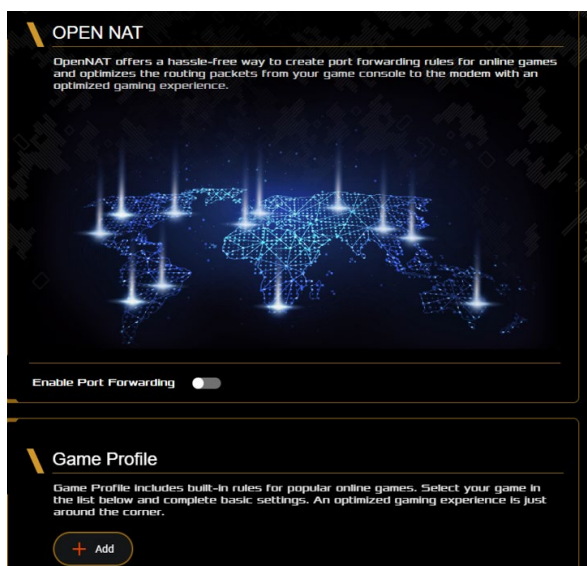 OPEN NAT
OpenNAT offers a hassle-free way to create port forwarding rules for online games
and optimizes the routing packets from your game console to the modem with an
optimized gaming experience.
Enable Port Forwarding
Game Profile
Game Profile includes built-in rules for popular online games. Select your game in
the list below and complete basic settings. An optimized gaming experience is just
around the corner.
+ Add